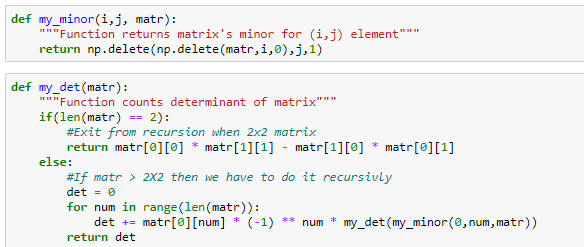 def my_minor(i,j, matr):
    """Function returns matrix's minor for (i,j) element"""
    return np.delete(np.delete(matr,i,0),j,1)
def my_det(matr):
    """Function counts determinant of matrix"""
    if(len(matr) == 2):
        #Exit from recursion when 2x2 matrix
        return matr[0][0] * matr[1][1] - matr[1][0] * matr[0][1]
    else:
        #If matr > 2X2 then we have to do it recursivly
        det = 0
        for num in range(len(matr)):
            det += matr[0][num] * (-1) ** num * my_det(my_minor(0,num,matr))
        return det